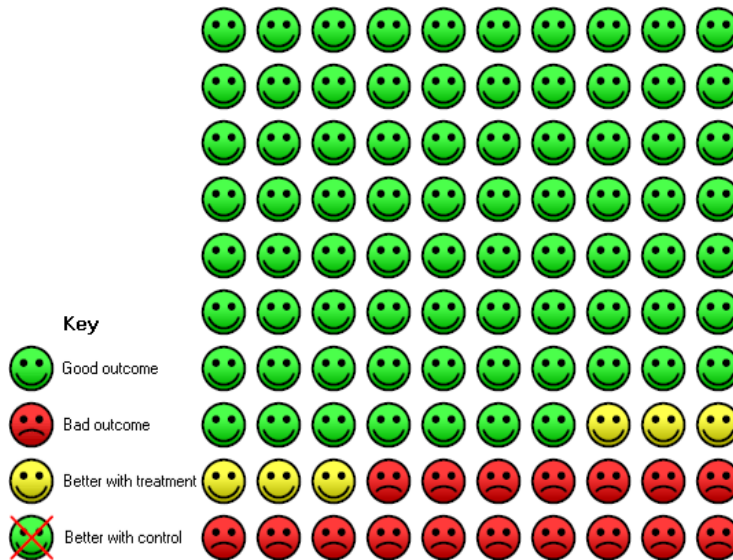 Key
Good outcome
Bad outcome
Better with treatment
Better with control